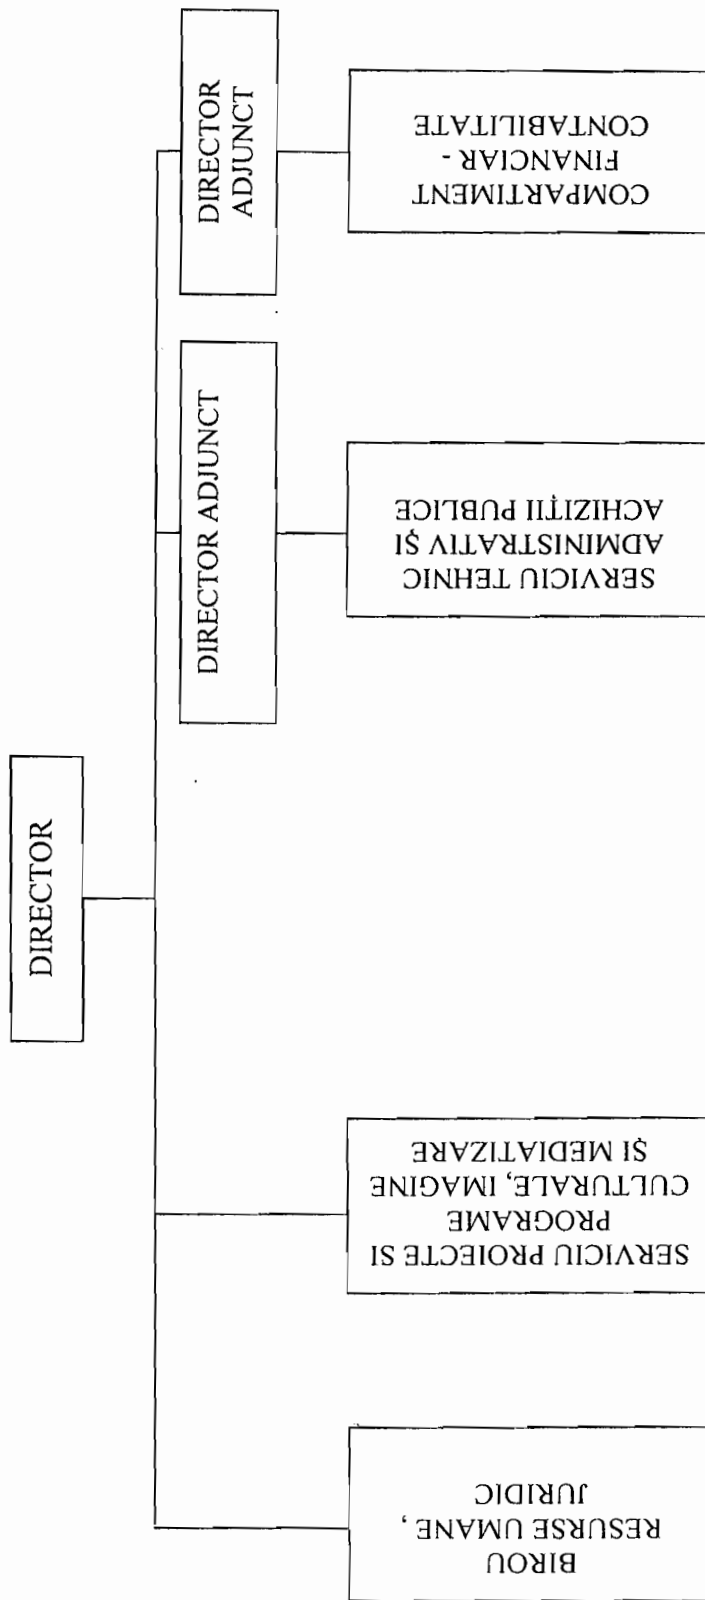 DIRECTOR
DIRECTOR ADJUNCT
DIRECTOR
ADJUNCT
BIROU
RESURSE UMANE ,
JURIDIC
SERVICIU PROIECTE SI
PROGRAME
CULTURALE, IMAGINE
ŞI MEDIATIZARE
SERVICIU TEHNIC
ADMINISTRATIV ŞI
ACHIZIŢII PUBLICE
COMPARTIMENT
FINANCIAR -
CONTABILITATE